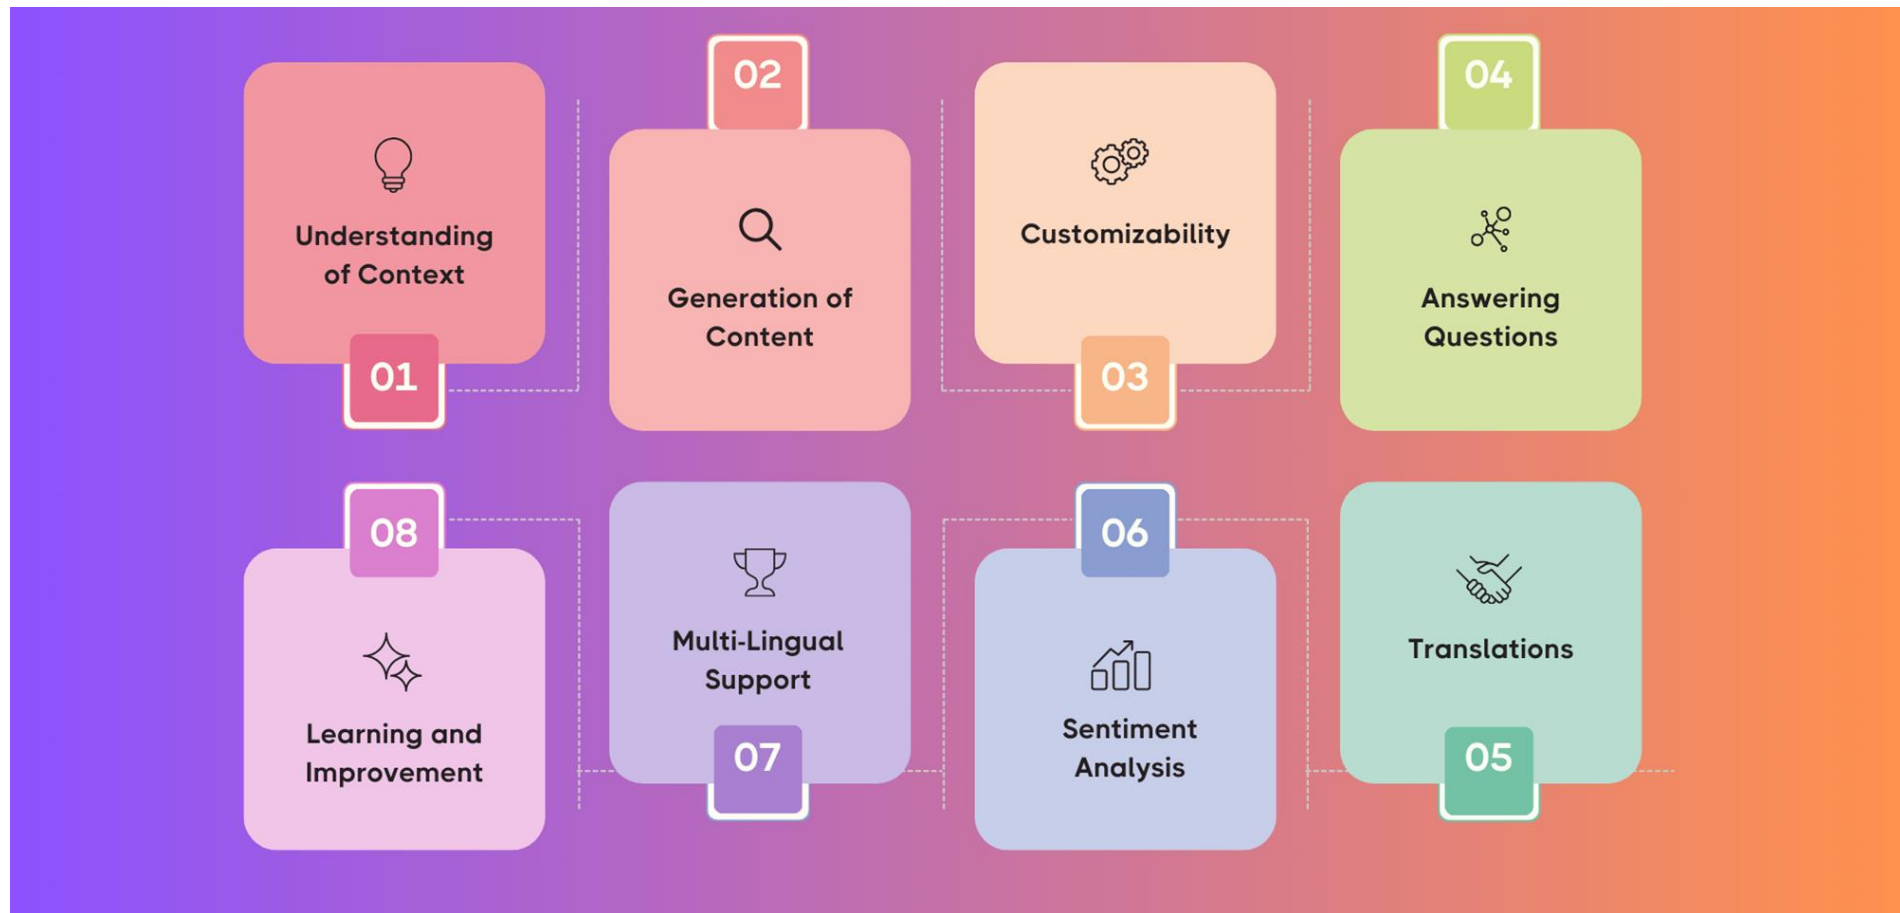 01
Understanding
of Context
02
Generation of
Content
03
Customizability
04
Answering
Questions
05
Translations
06
Sentiment
Analysis
07
Multi-Lingual
Support
08
Learning and
Improvement